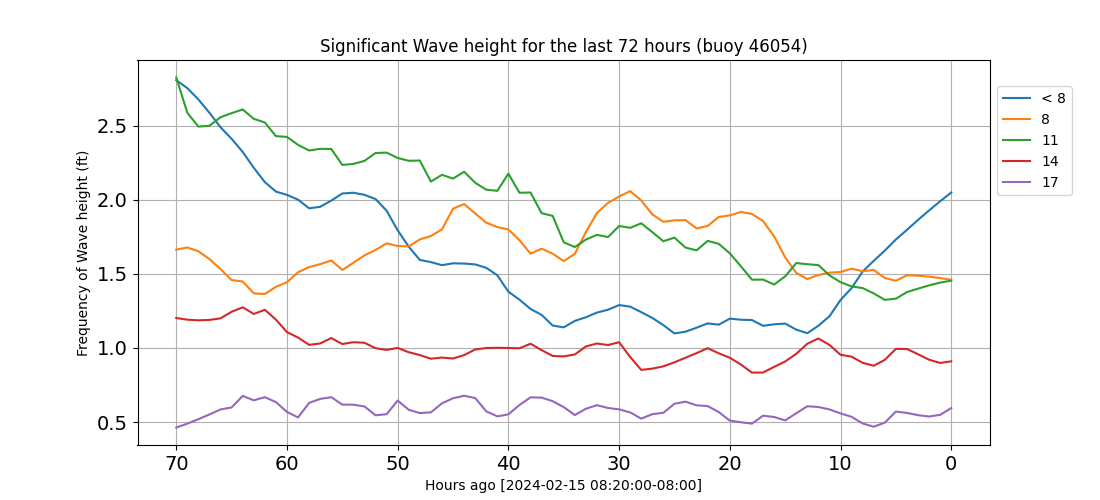 Significant Wave height for the last 72 hours (buoy 46054)
Frequency of Wave height (ft)
2.5
2.0
1.5
1.0
0.5
70 60 50 40 30 20 10 0
Hours ago [2024-02-15 08:20:00-08:00]
< 8
8
11
14
17